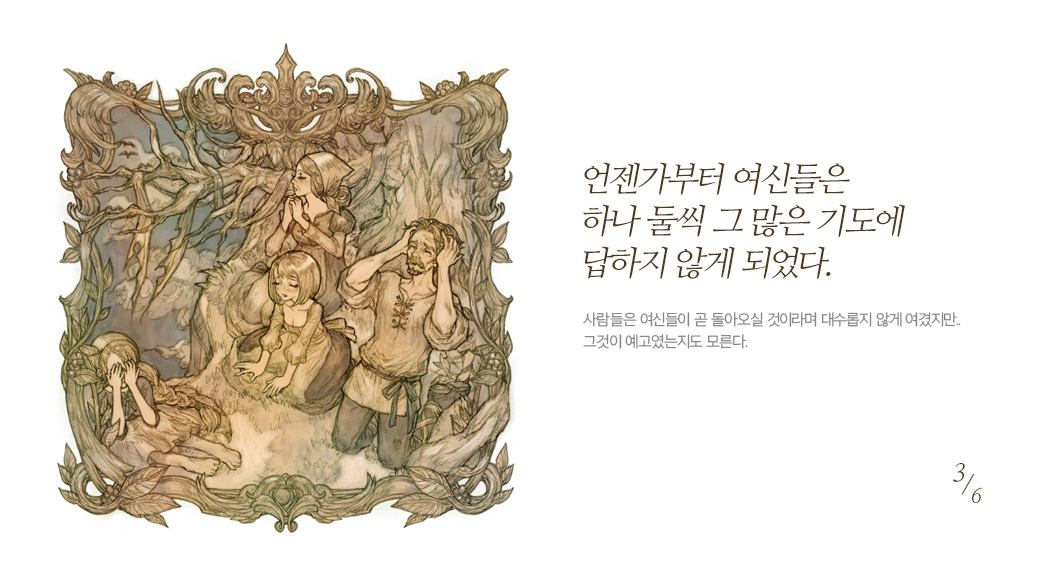 언젠가부터 여신들은
하나 둘씩 그 많은 기도에
답하지 않게 되었다.
사람들은 여신들이 곧 돌아오실 것이라며 대수롭지 않게 여겼지만..
그것이 예고였는지도 모른다.
3/6